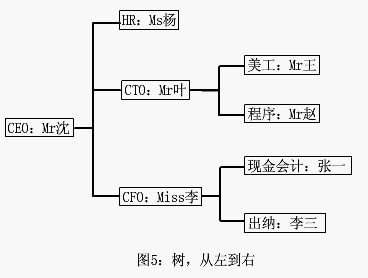 HR：Ms杨
美工：Mr王
CTO：Mr叶
程序：Mr赵
CEO：Mr沈
现金会计：张一
CFO：Miss李
出纳：李三
图5：树，从左到右